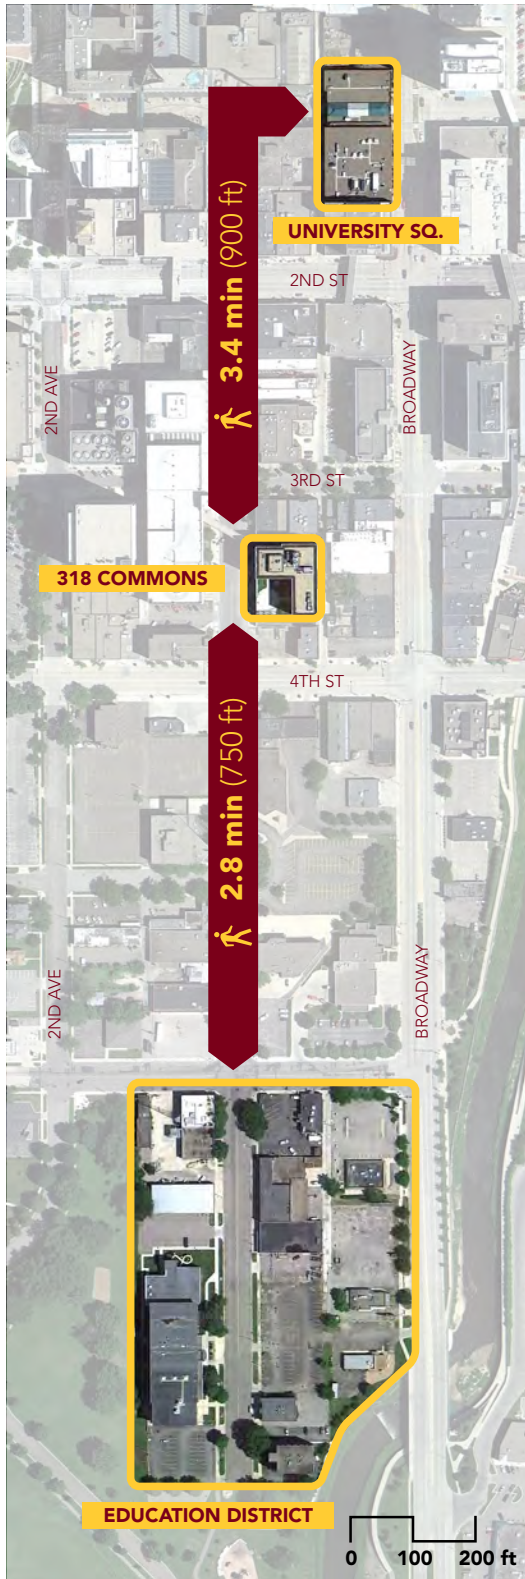 UNIVERSITY SQ.
2ND ST
3.4 min (900 ft)
2ND AVE
BROADWAY
3RD ST
318 COMMONS
4TH ST
2.8 min (750 ft)
2ND AVE
BROADWAY
EDUCATION DISTRICT
0 100 200 ft